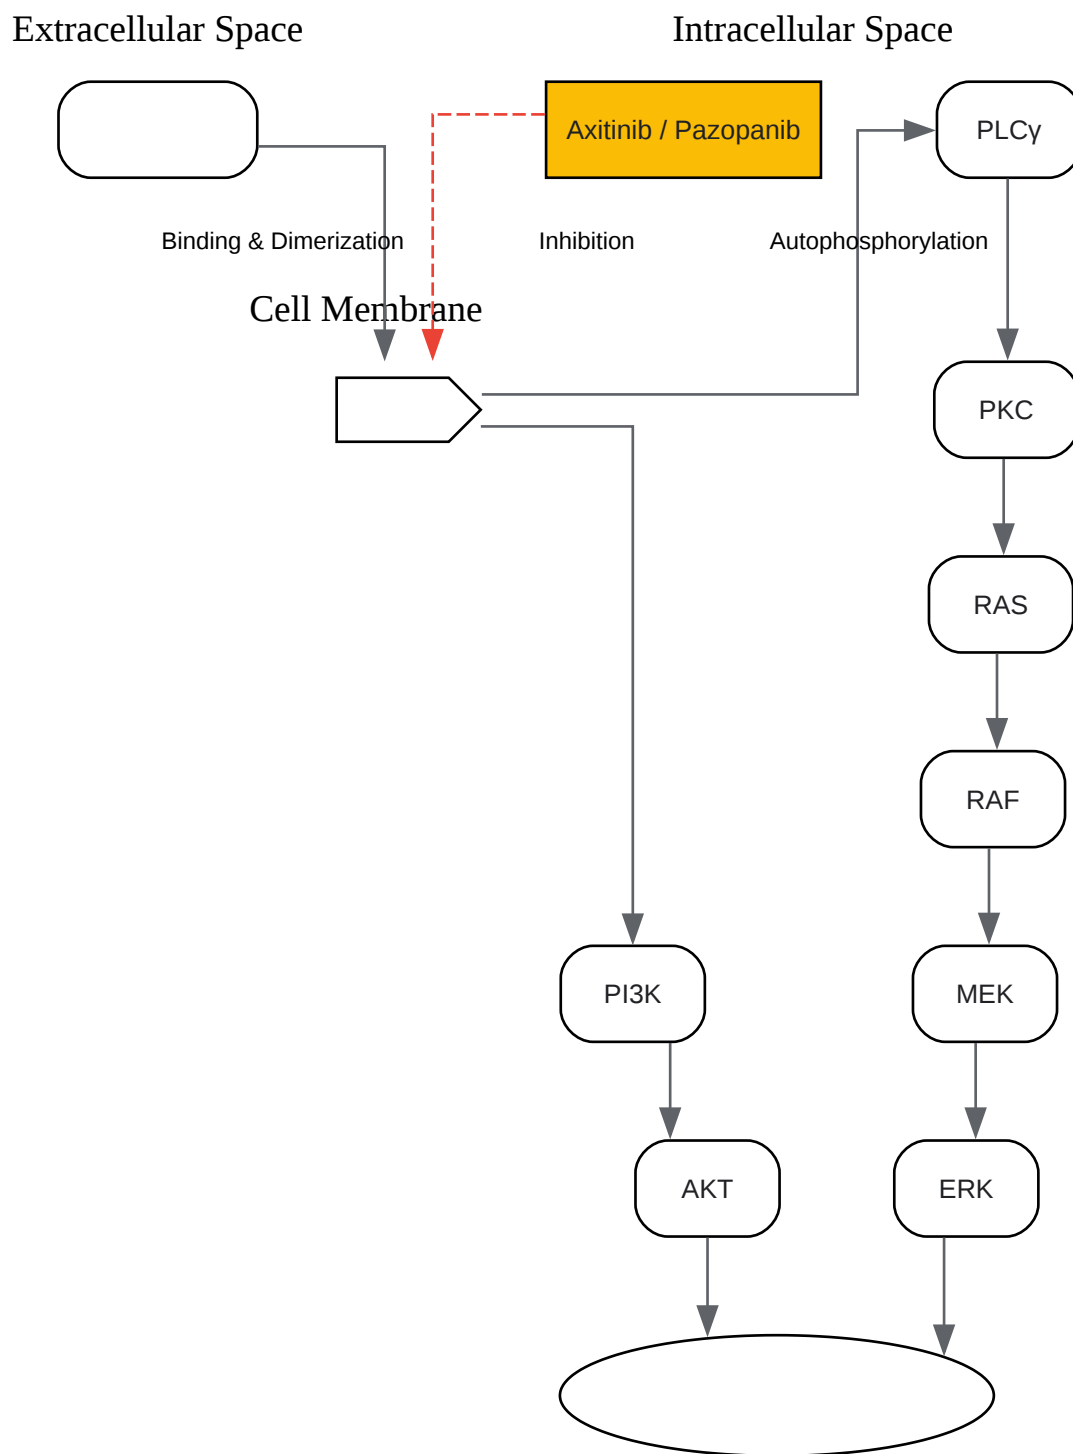 Extracellular Space
Intracellular Space
Axitinib / Pazopanib
PLCγ
Binding & Dimerization
Inhibition
Autophosphorylation
Cell Membrane
PKC
RAS
RAF
PI3K
MEK
AKT
ERK